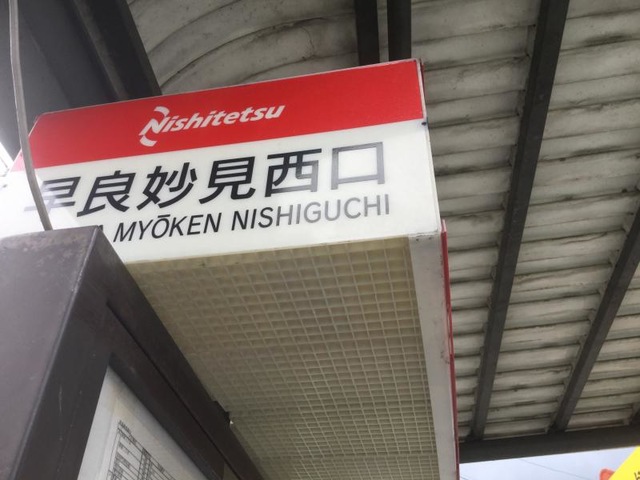 Nishitetsu
早良妙見西口
MYŌKEN NISHIGUCHI